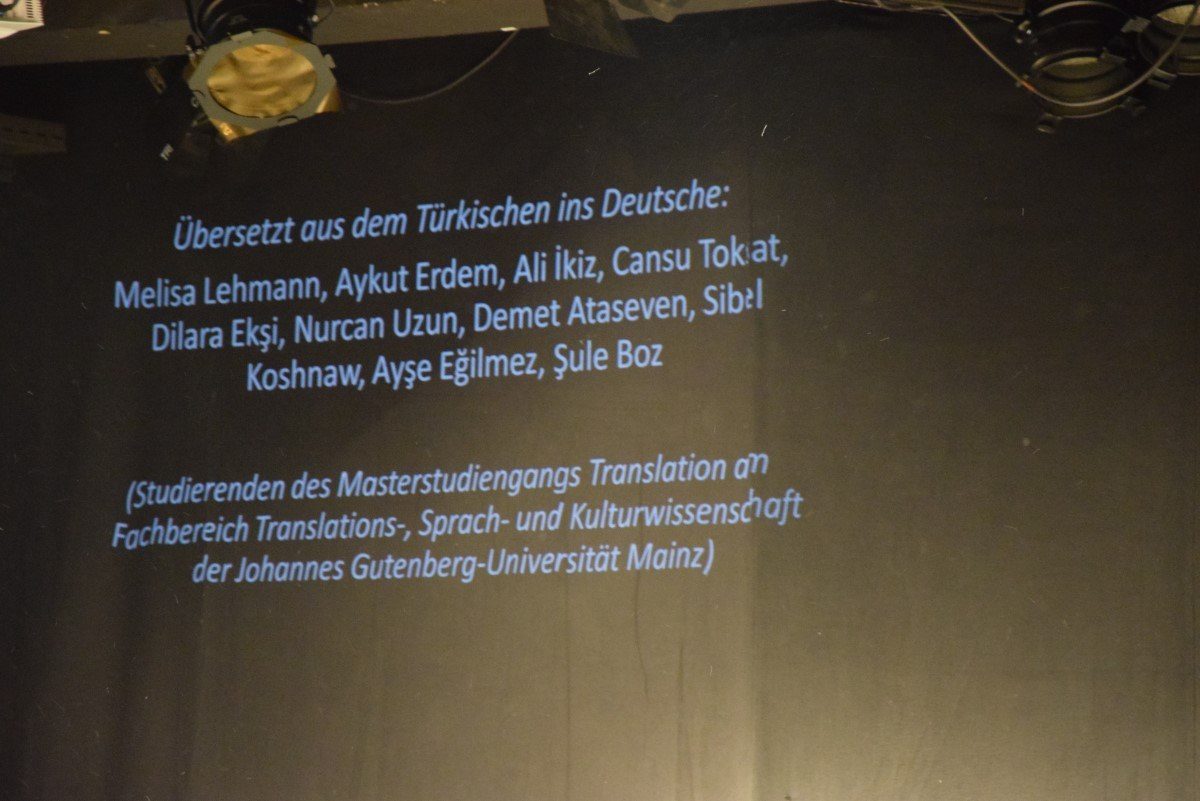 Übersetzt aus dem Türkischen ins Deutsche:
Melisa Lehmann, Aykut Erdem, Ali İkiz, Cansu Toksat,
Dilara Ekşi, Nurcan Uzun, Demet Ataseven, Sibel
Koshnaw, Ayşe Eğilmez, Şule Boz
(Studierenden des Masterstudiengangs Translation am
Fachbereich Translations-, Sprach- und Kulturwissenschaft
der Johannes Gutenberg-Universität Mainz)